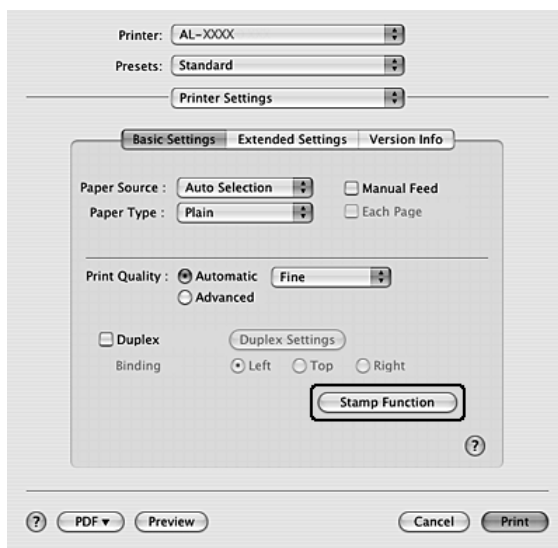 Printer: AL-XXXX
Presets: Standard
Printer Settings
Basic Settings Extended Settings Version Info
Paper Source : Auto Selection Manual Feed
Paper Type : Plain Each Page
Print Quality : Automatic Fine
Advanced
Duplex Duplex Settings
Binding Left Top Right
Stamp Function
?
? PDF ▼ Preview Cancel Print